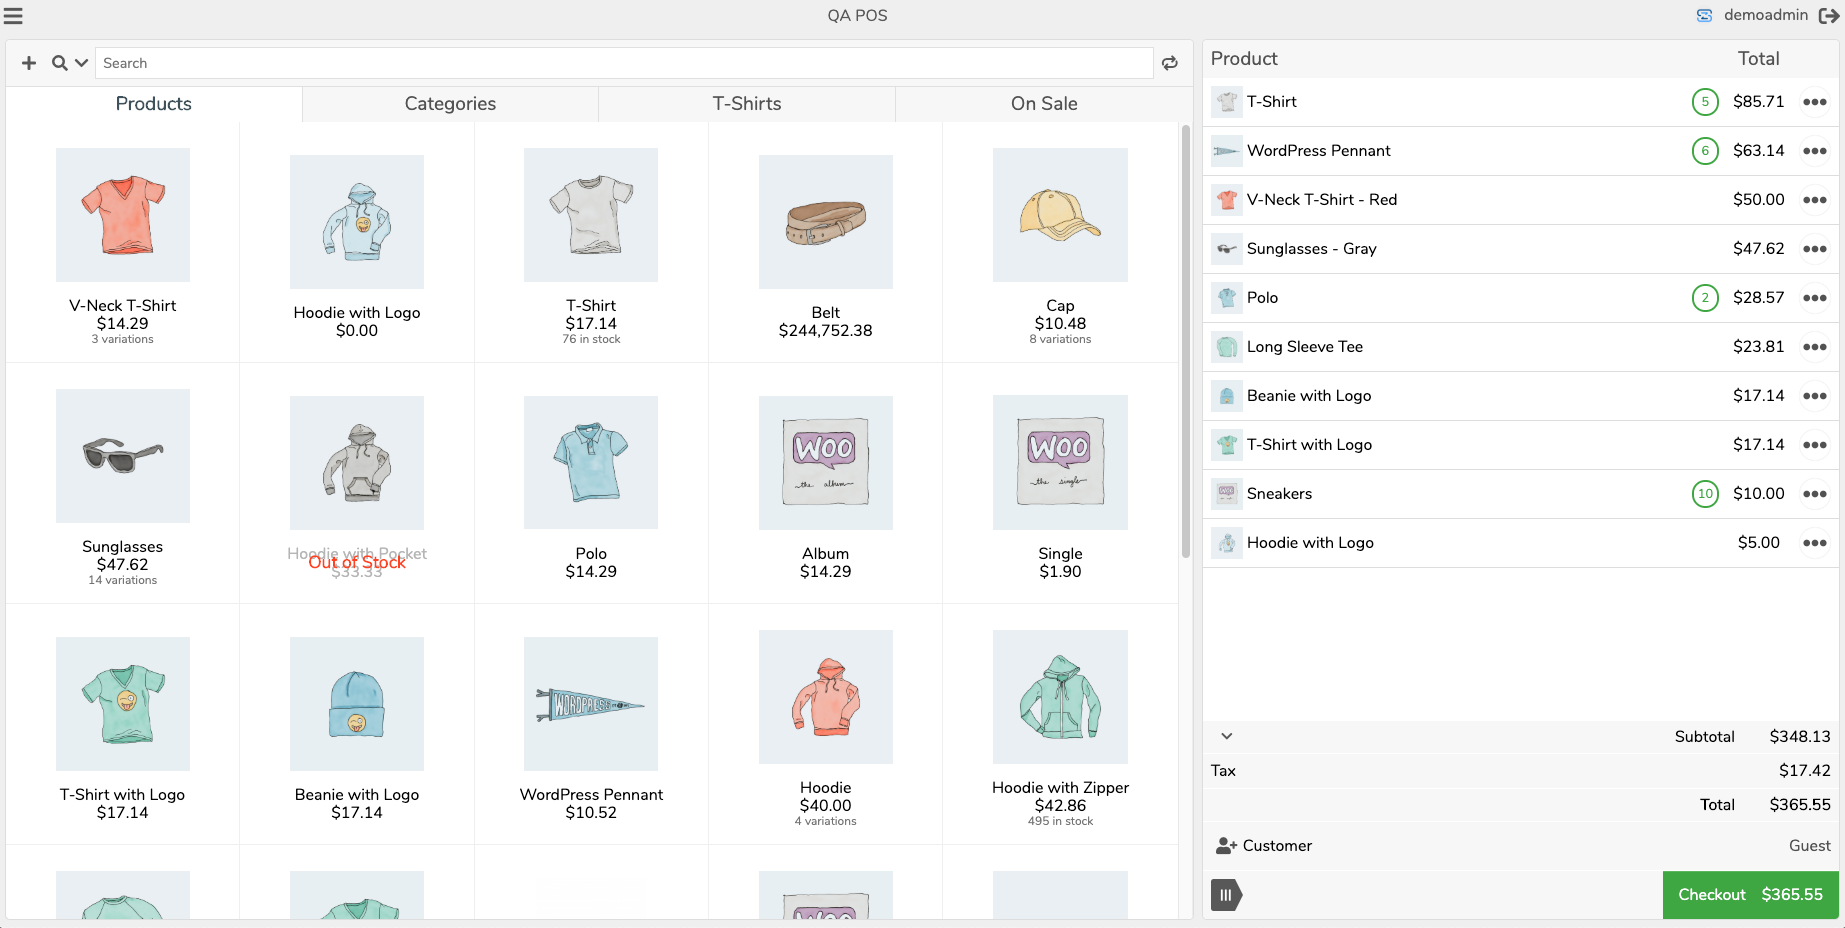 QA POS
demoadmin
Search
Products
Categories
T-Shirts
On Sale
V-Neck T-Shirt
$14.29
3 variations
Hoodie with Logo
$0.00
T-Shirt
$17.14
76 in stock
Belt
$244,752.38
Cap
$10.48
8 variations
Sunglasses
$47.62
14 variations
Hoodie with Pocket
Out of Stock
$33.33
Polo
$14.29
WOO
the album
Album
$14.29
WOO
the single
Single
$1.90
T-Shirt with Logo
$17.14
Beanie with Logo
$17.14
WORDPRESS
WordPress Pennant
$10.52
Hoodie
$40.00
4 variations
Hoodie with Zipper
$42.86
495 in stock
Product Total
T-Shirt 5 $85.71
WordPress Pennant 6 $63.14
V-Neck T-Shirt - Red $50.00
Sunglasses - Gray $47.62
Polo 2 $28.57
Long Sleeve Tee $23.81
Beanie with Logo $17.14
T-Shirt with Logo $17.14
Sneakers 10 $10.00
Hoodie with Logo $5.00
Subtotal $348.13
Tax $17.42
Total $365.55
Customer Guest
Checkout $365.55